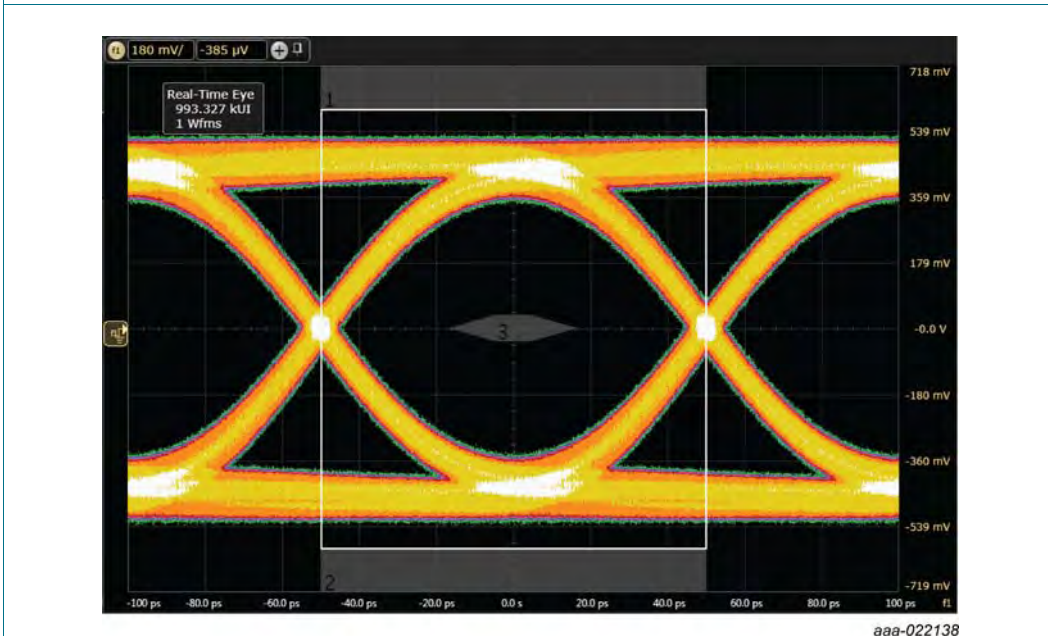 f1 180 mV/ -385 µV
718 mV
Real-Time Eye
993.327 kUI
1 Wfms
1
539 mV
359 mV
179 mV
3
-0.0 V
-180 mV
-360 mV
-539 mV
2
-719 mV
-100 ps -80.0 ps -60.0 ps -40.0 ps -20.0 ps 0.0 s 20.0 ps 40.0 ps 60.0 ps 80.0 ps 100 ps f1
aaa-022138